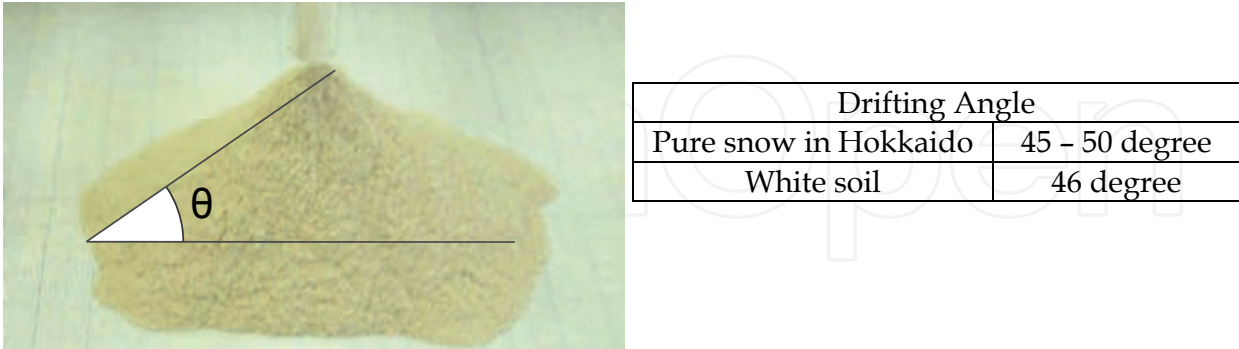 θ
Drifting Angle
Pure snow in Hokkaido 45 – 50 degree
White soil 46 degree